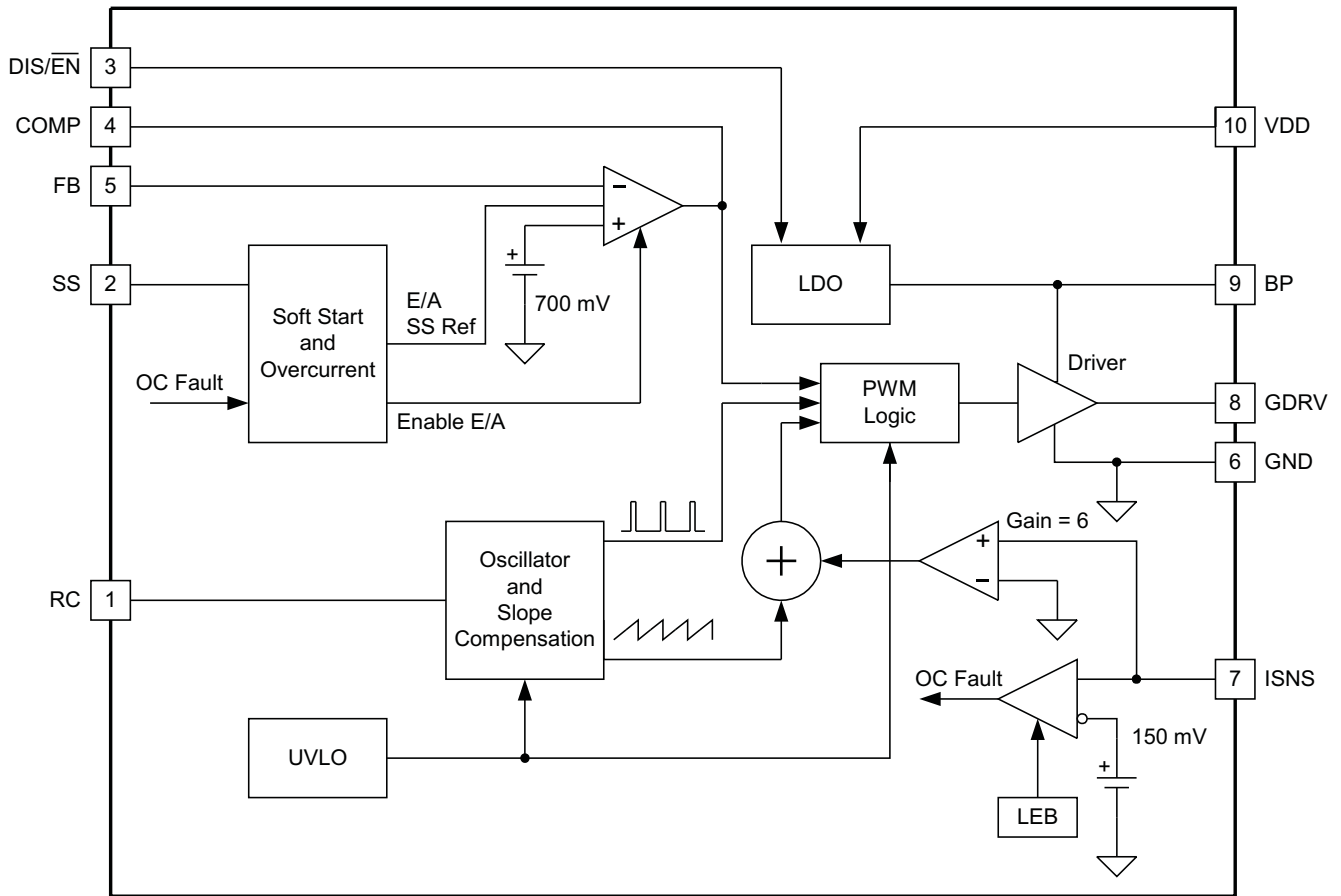 DIS/E̅N̅
3
COMP
4
10
VDD
FB
5
−
+
SS
2
Soft Start
and
Overcurrent
E/A
SS Ref
+
700 mV
LDO
9
BP
OC Fault
Enable E/A
PWM
Logic
Driver
8
GDRV
6
GND
Gain = 6
RC
1
Oscillator
and
Slope
Compensation
+
+
−
OC Fault
7
ISNS
UVLO
150 mV
+
LEB